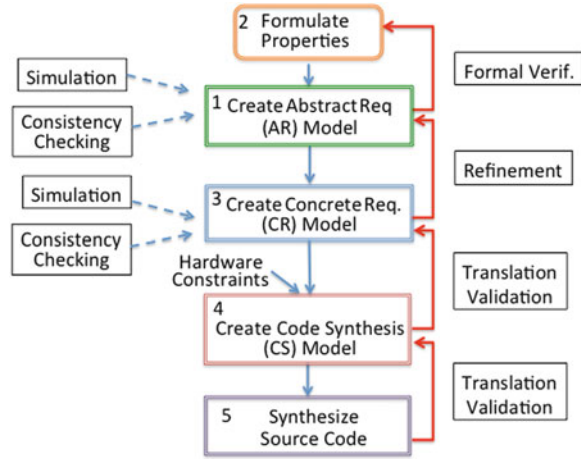 2 Formulate
Properties
Simulation
Formal Verif.
1 Create Abstract Req
(AR) Model
Consistency
Checking
Refinement
Simulation
3 Create Concrete Req.
(CR) Model
Consistency
Checking
Hardware
Constraints
Translation
Validation
4
Create Code Synthesis
(CS) Model
Translation
Validation
5 Synthesize
Source Code